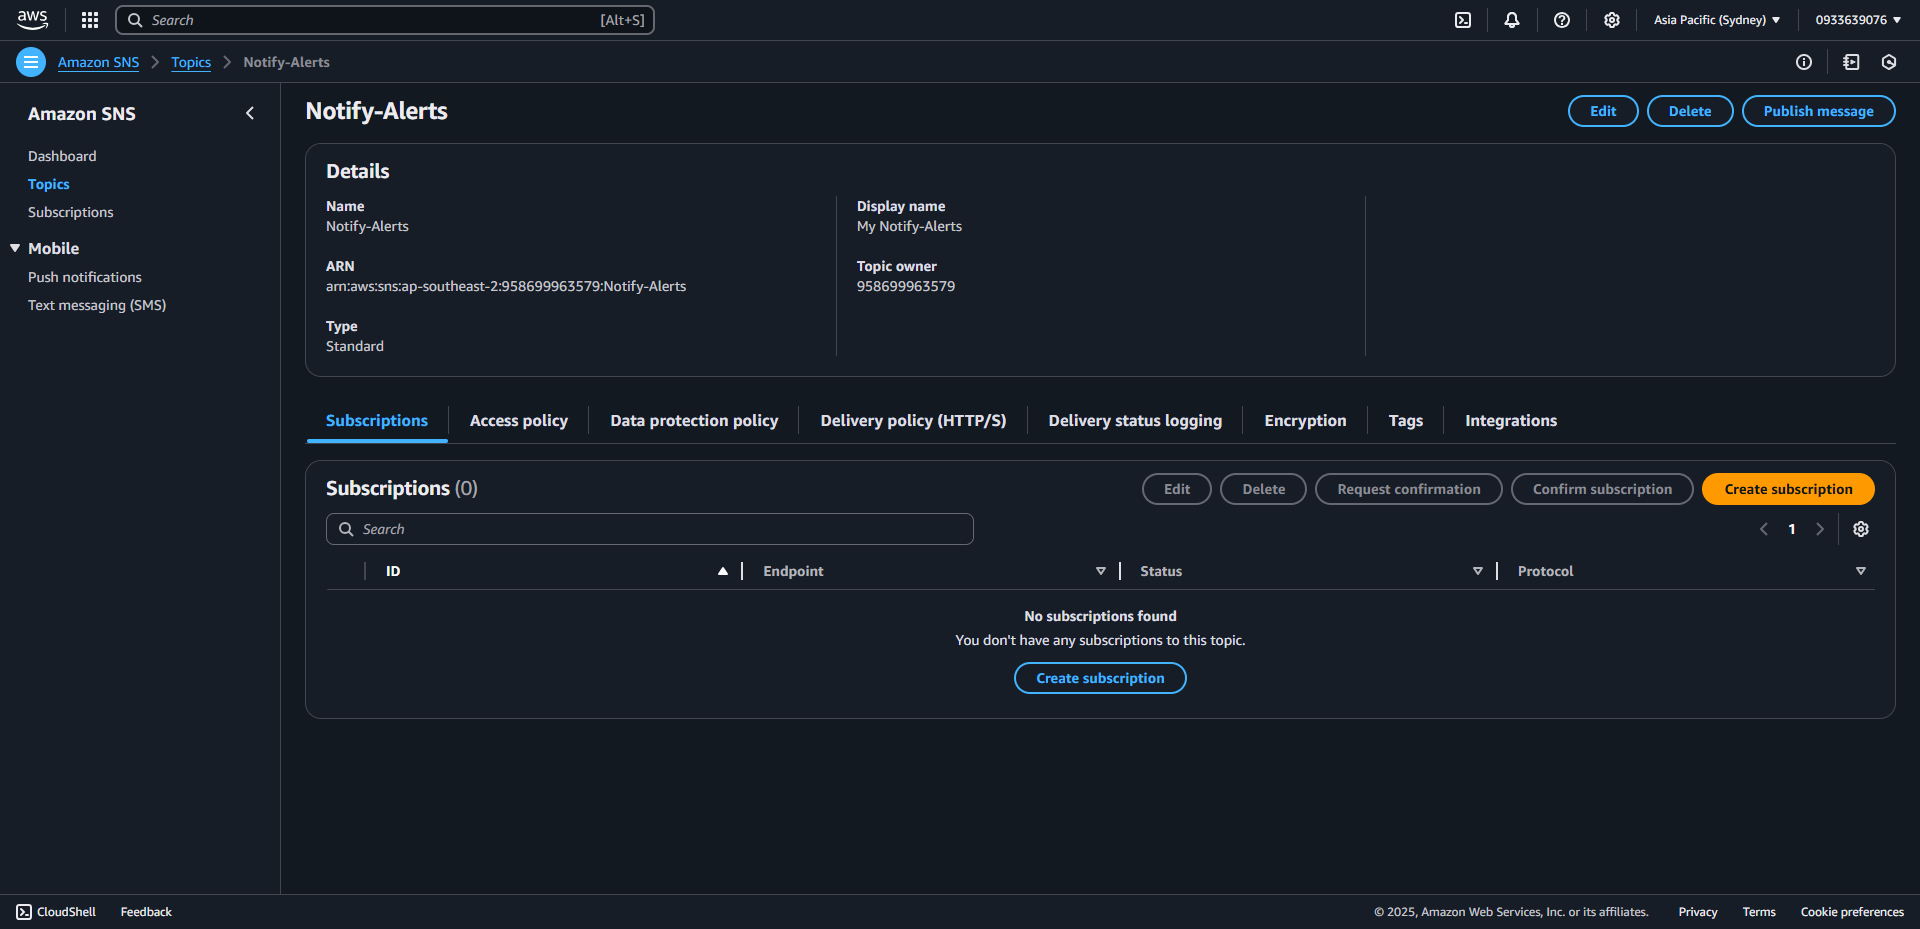 aws
Search [Alt+S]
Asia Pacific (Sydney)
0933639076
Amazon SNS
Topics
Notify-Alerts
Amazon SNS
Dashboard
Topics
Subscriptions
Mobile
Push notifications
Text messaging (SMS)
Notify-Alerts
Edit
Delete
Publish message
Details
Name
Notify-Alerts
ARN
arn:aws:sns:ap-southeast-2:958699963579:Notify-Alerts
Type
Standard
Display name
My Notify-Alerts
Topic owner
958699963579
Subscriptions
Access policy
Data protection policy
Delivery policy (HTTP/S)
Delivery status logging
Encryption
Tags
Integrations
Subscriptions (0)
Edit
Delete
Request confirmation
Confirm subscription
Create subscription
Search
1
ID
Endpoint
Status
Protocol
No subscriptions found
You don't have any subscriptions to this topic.
Create subscription
CloudShell
Feedback
© 2025, Amazon Web Services, Inc. or its affiliates.
Privacy
Terms
Cookie preferences